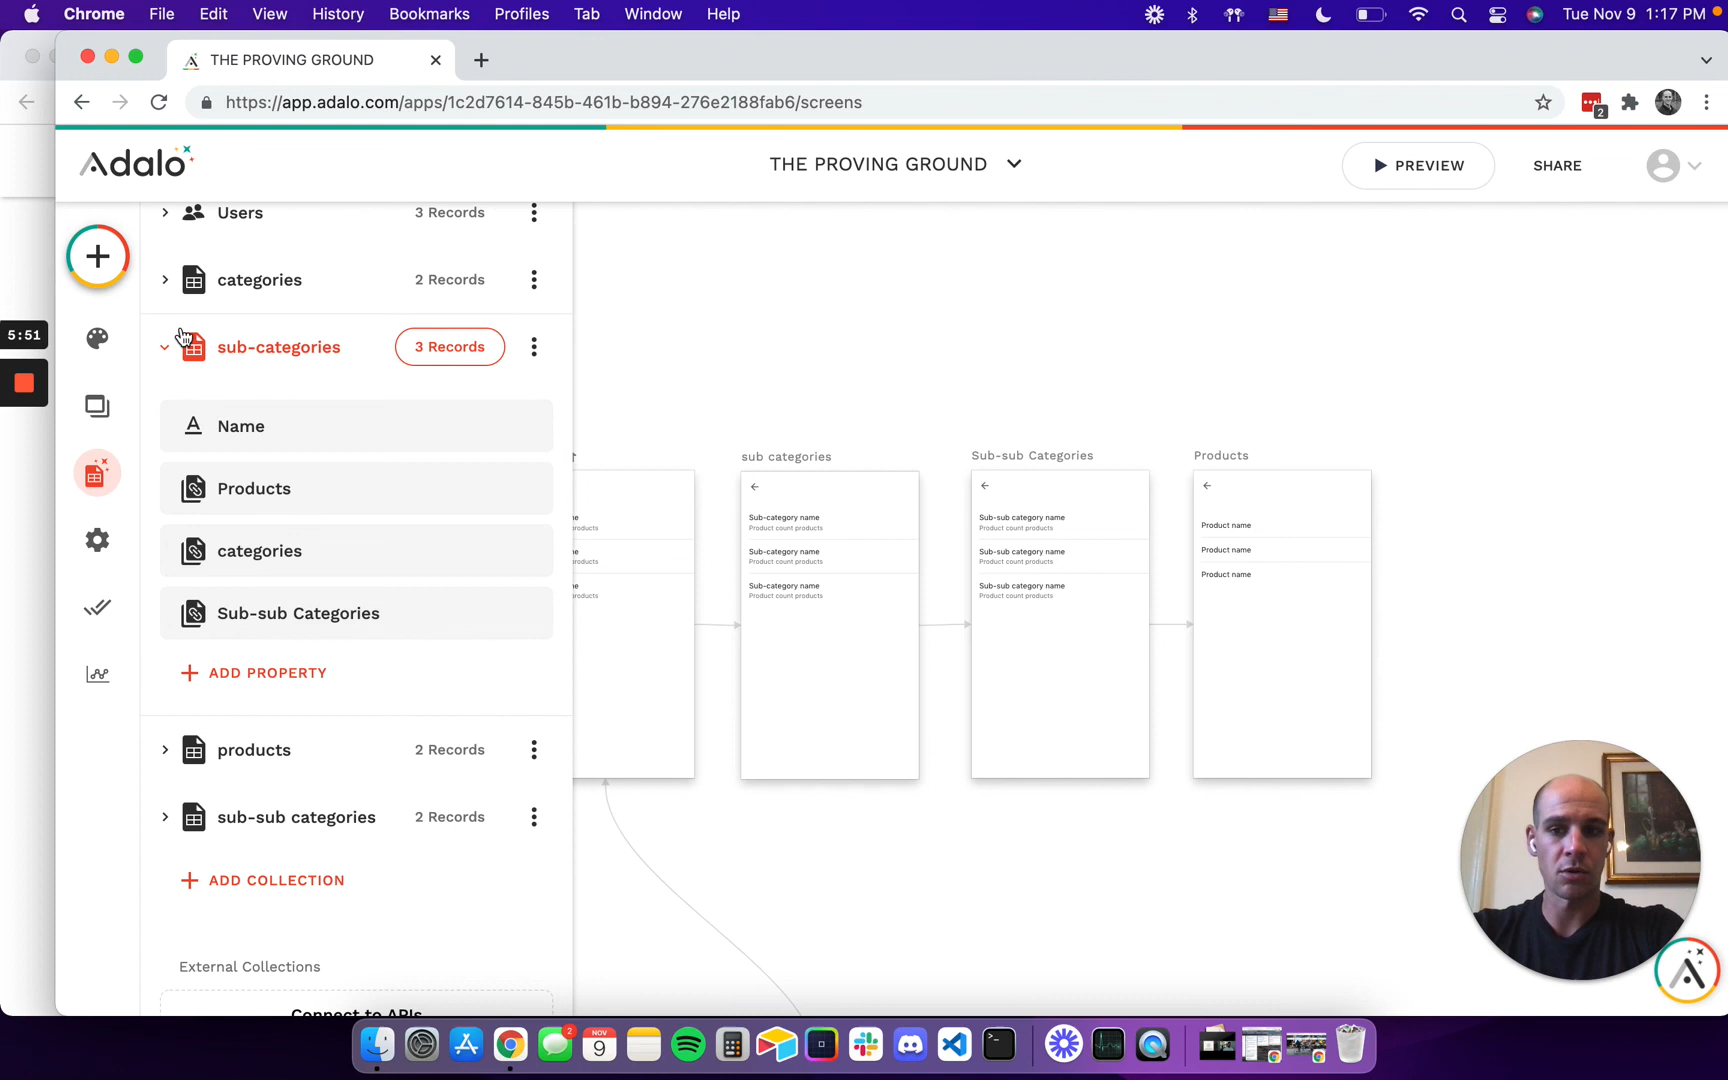 Chrome File Edit View History Bookmarks Profiles Tab Window Help Tue Nov 9 1:17 PM
THE PROVING GROUND
https://app.adalo.com/apps/1c2d7614-845b-461b-b894-276e2188fab6/screens
2
Adalo
THE PROVING GROUND
PREVIEW
SHARE
Users 3 Records
categories 2 Records
5:51
sub-categories 3 Records
Name
Products
categories
Sub-sub Categories
ADD PROPERTY
products 2 Records
sub-sub categories 2 Records
ADD COLLECTION
External Collections
Connect to APIs
sub categories
Sub-category name
Product count products
Sub-category name
Product count products
Sub-category name
Product count products
Sub-sub Categories
Sub-sub category name
Product count products
Sub-sub category name
Product count products
Sub-sub category name
Product count products
Products
Product name
Product name
Product name
2
NOV
9